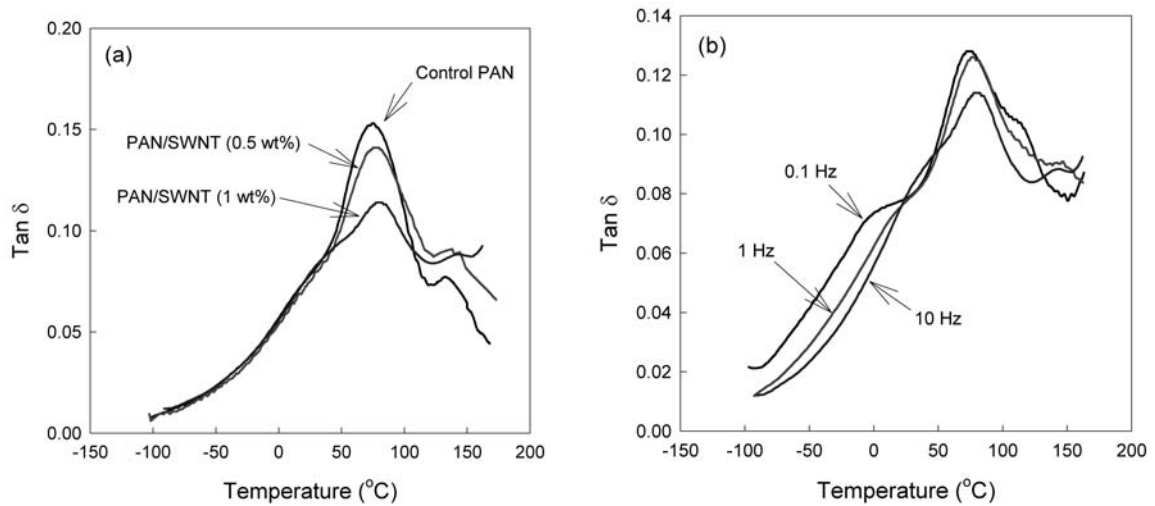 (a)
Control PAN
PAN/SWNT (0.5 wt%)
PAN/SWNT (1 wt%)
0.20
0.15
0.10
0.05
0.00
Tan δ
-150 -100 -50 0 50 100 150 200
Temperature (°C)
(b)
0.1 Hz
1 Hz
10 Hz
0.14
0.12
0.10
0.08
0.06
0.04
0.02
0.00
Tan δ
-150 -100 -50 0 50 100 150 200
Temperature (°C)